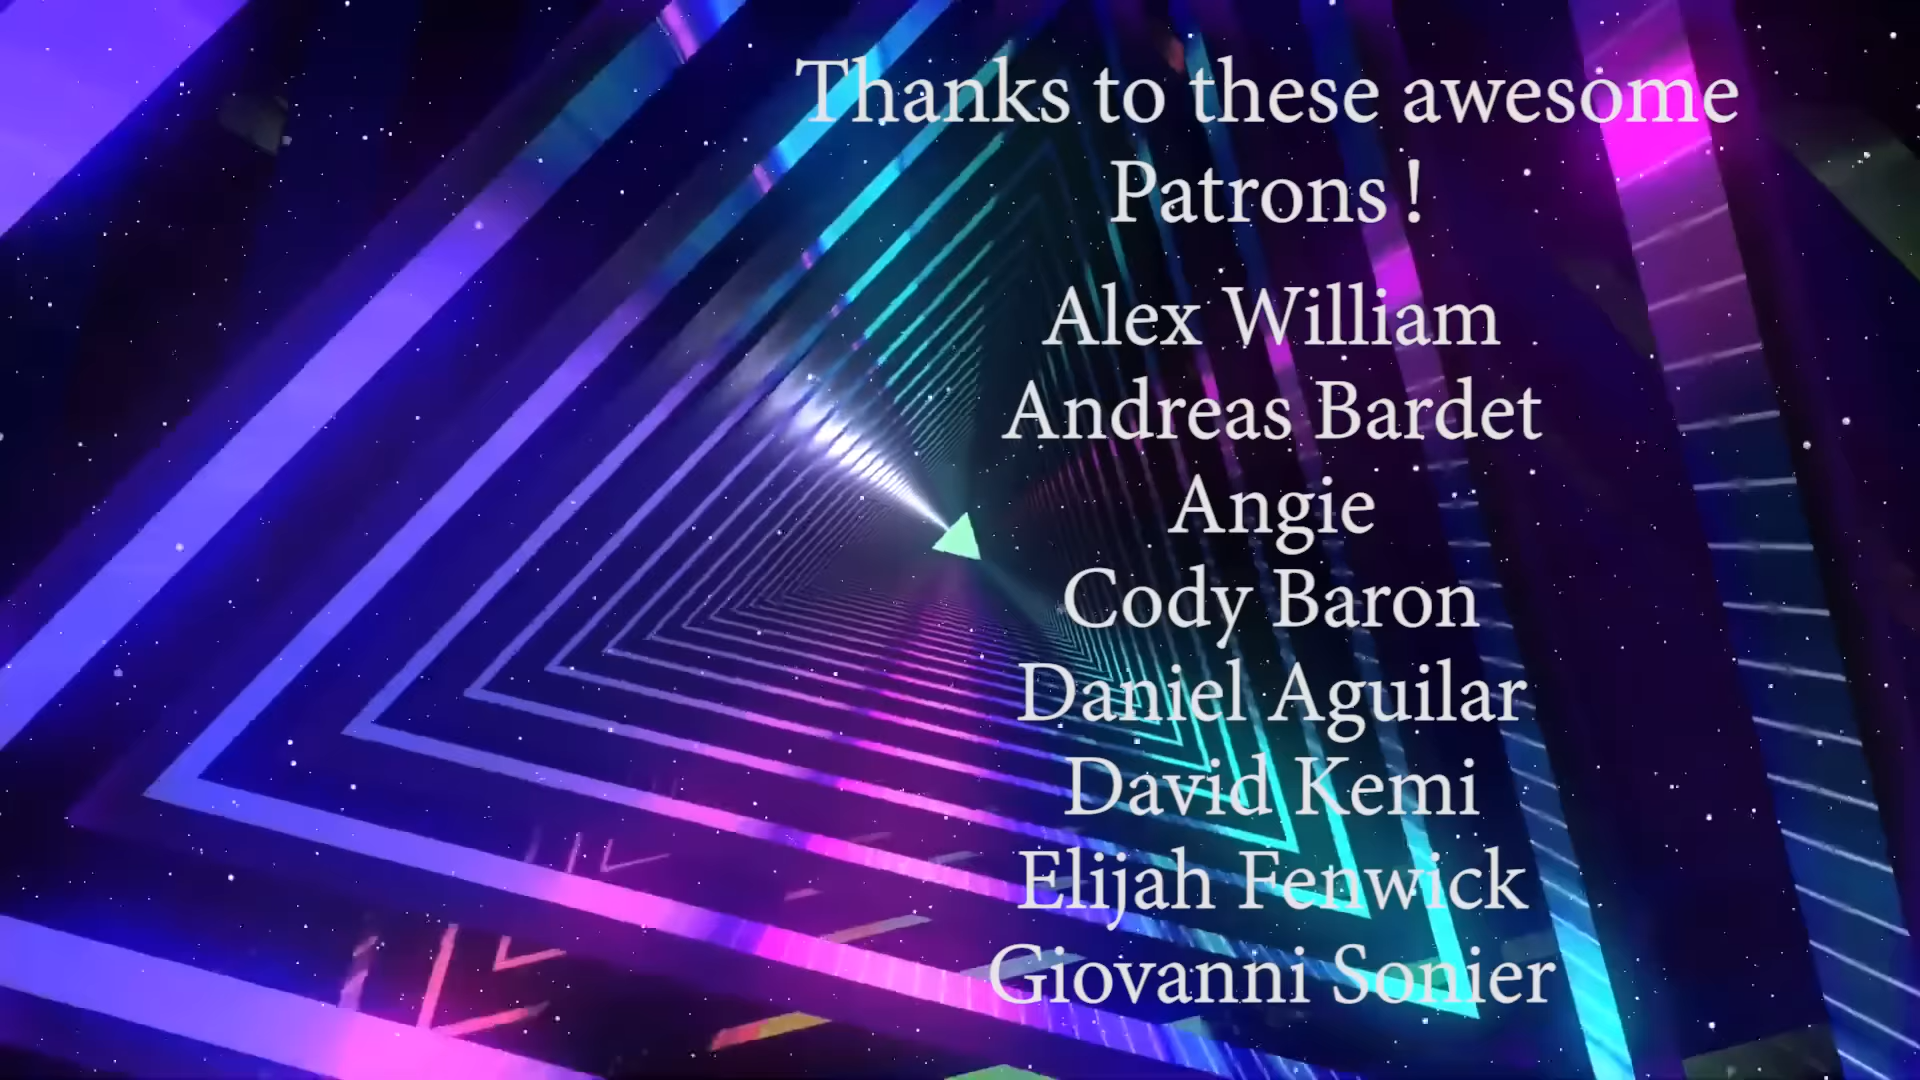 Thanks to these awesome
Patrons !
Alex William
Andreas Bardet
Angie
Cody Baron
Daniel Aguilar
David Kemi
Elijah Fenwick
Giovanni Sonier